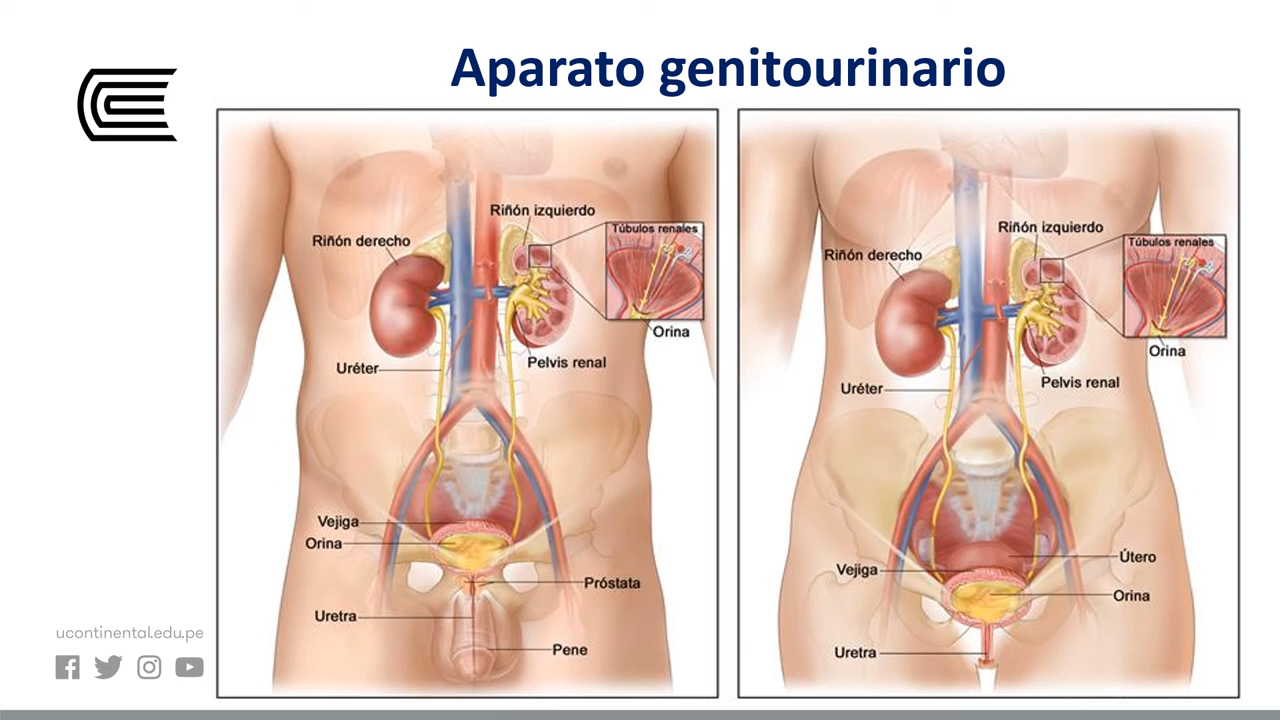 Aparato genitourinario
Riñón izquierdo
Túbulos renales
Riñón derecho
Orina
Pelvis renal
Uréter
Vejiga
Orina
Próstata
Uretra
Pene
Riñón izquierdo
Túbulos renales
Riñón derecho
Orina
Pelvis renal
Uréter
Útero
Vejiga
Orina
Uretra
ucontinental.edu.pe